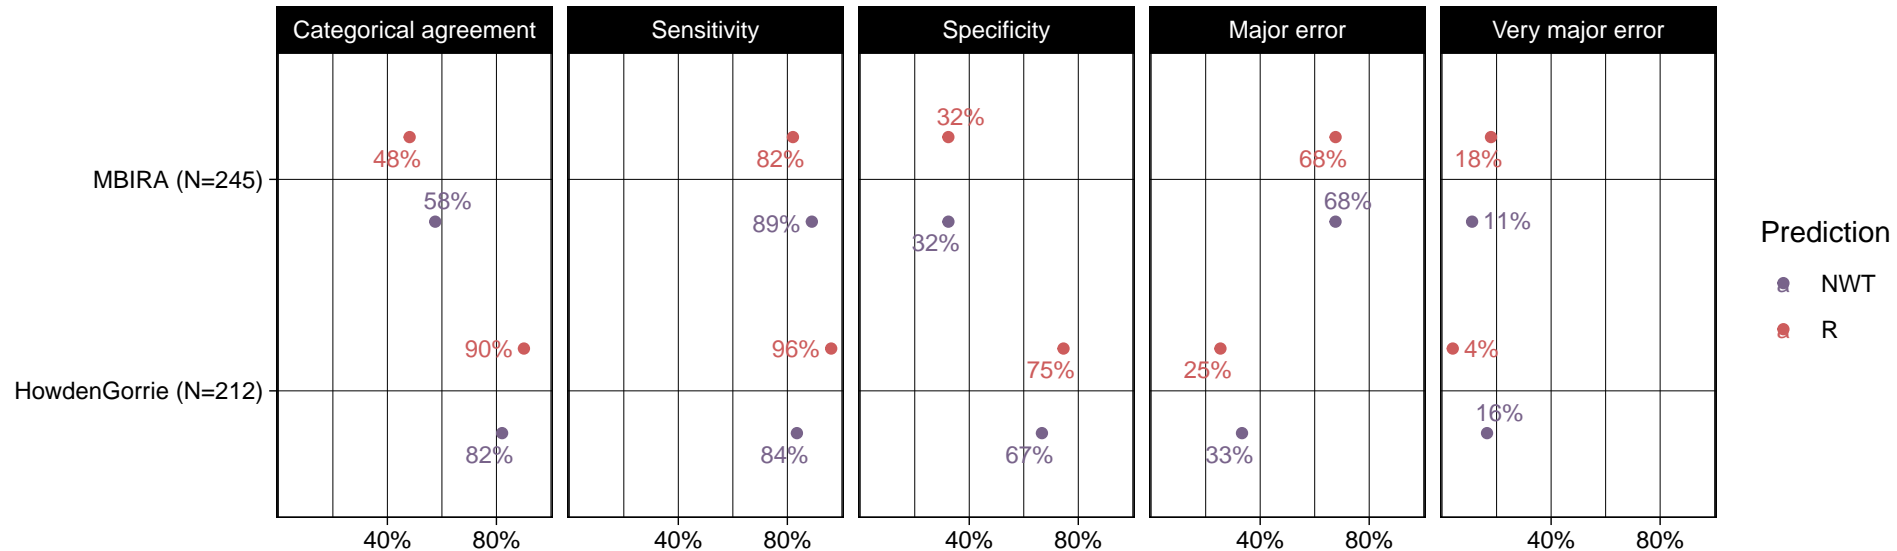 Categorical agreement Sensitivity Specificity Major error Very major error
32%
48% 82% 68% 18%
MBIRA (N=245)
58% 68%
89% 11%
32%
Prediction
a NWT
a R
90% 96% 4%
75% 25%
HowdenGorrie (N=212)
16%
82% 84% 67% 33%
40% 80% 40% 80% 40% 80% 40% 80% 40% 80%